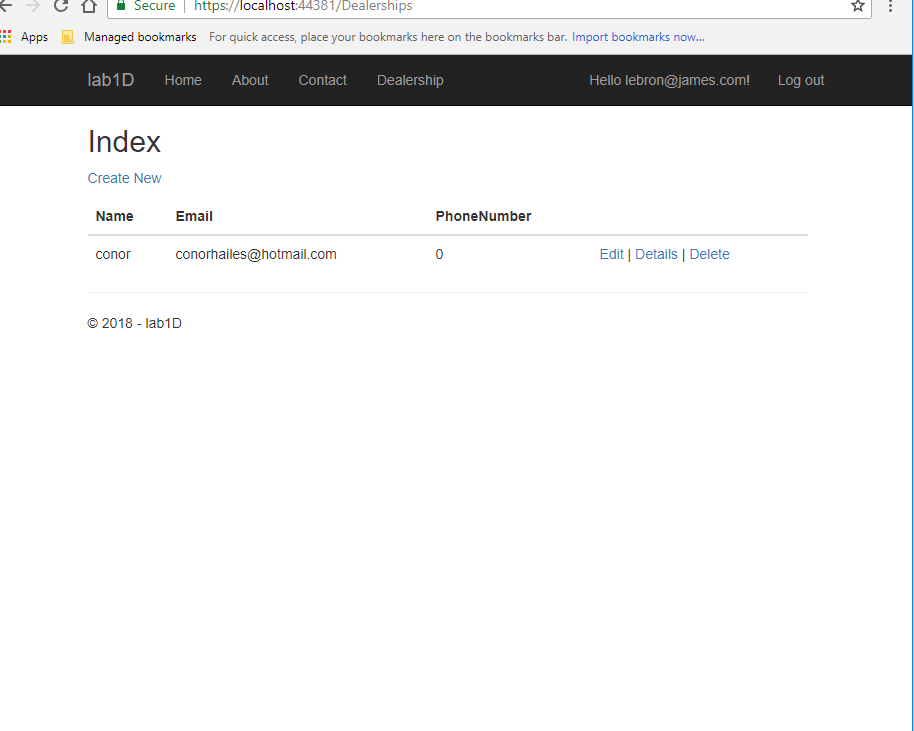 Secure https://localhost:44381/Dealerships
Apps Managed bookmarks For quick access, place your bookmarks here on the bookmarks bar. Import bookmarks now...
lab1D Home About Contact Dealership Hello lebron@james.com! Log out
Index
Create New
Name Email PhoneNumber
conor conorhailes@hotmail.com 0 Edit | Details | Delete
© 2018 - lab1D